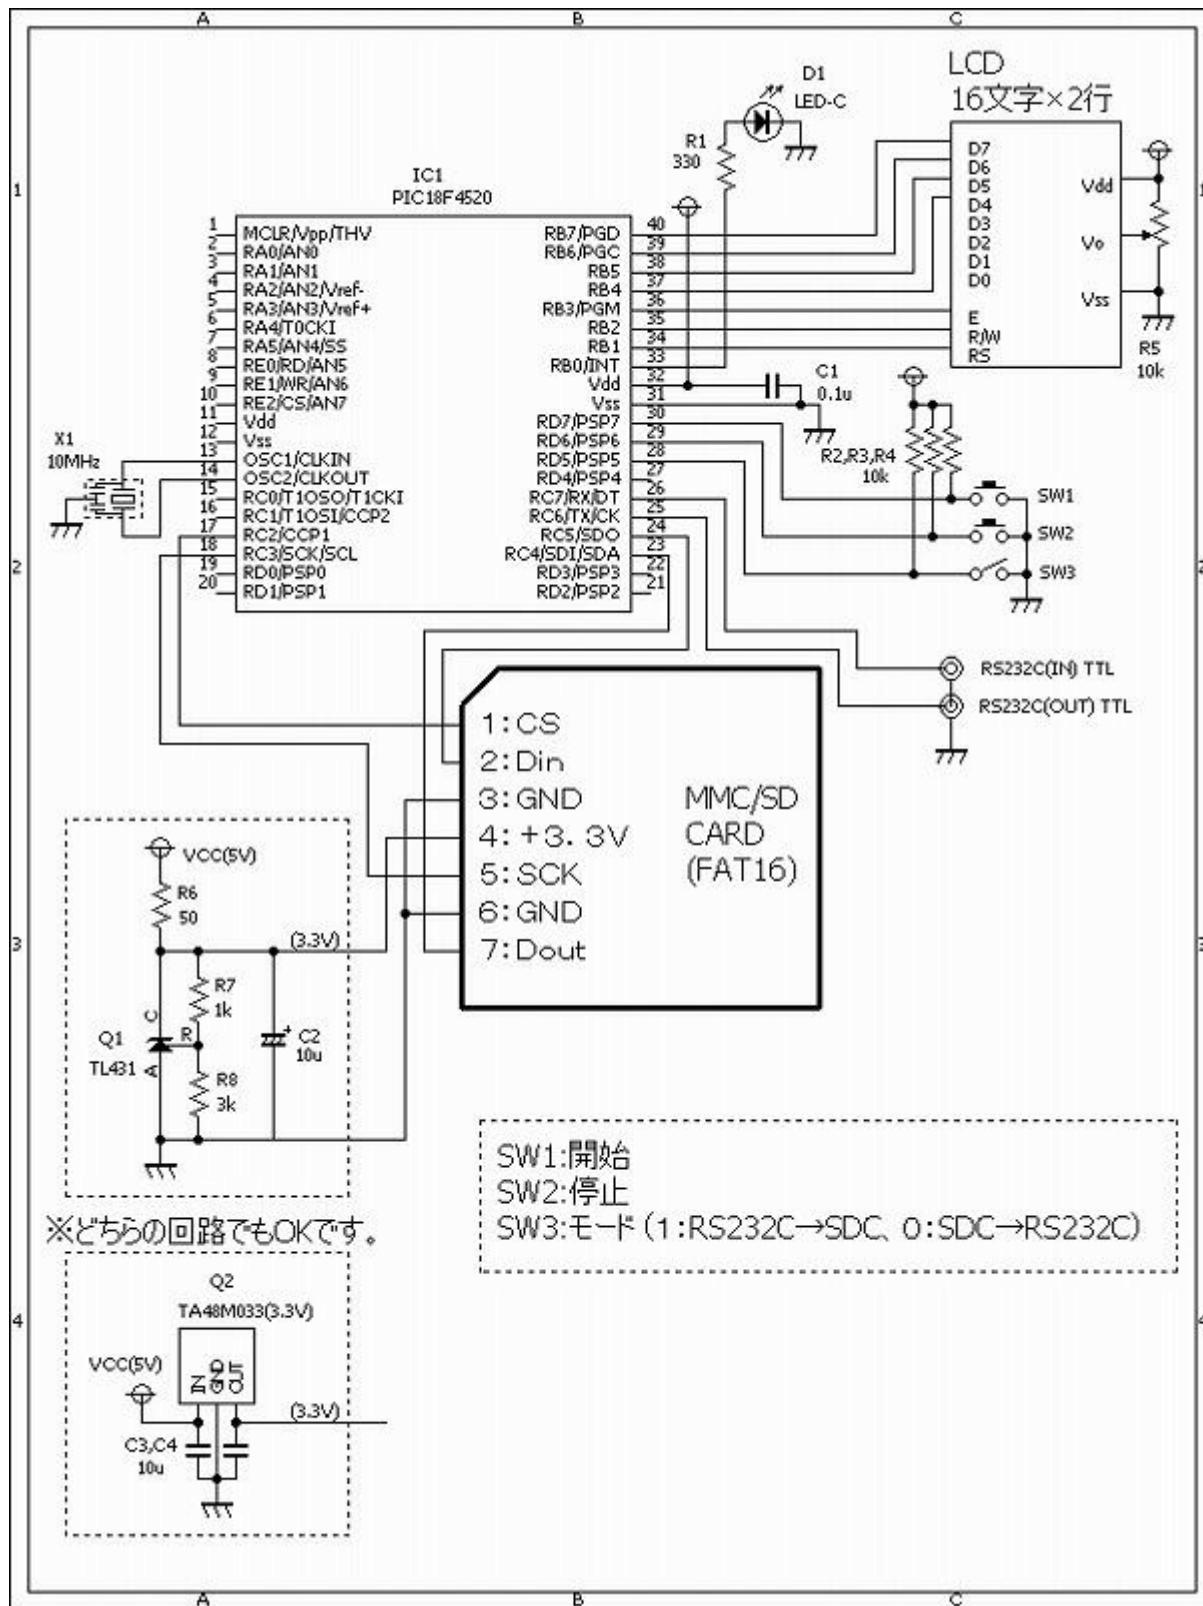 A B C
1
2
3
4
LCD
16文字×2行
D1
LED-C
R1
330
IC1
PIC18F4520
1 MCLR/Vpp/THV
2 RA0/AN0
3 RA1/AN1
4 RA2/AN2/Vref-
5 RA3/AN3/Vref+
6 RA4/T0CKI
7 RA5/AN4/SS
8 RE0/RD/AN5
9 RE1/WR/AN6
10 RE2/CS/AN7
11 Vdd
12 Vss
13 OSC1/CLKIN
14 OSC2/CLKOUT
15 RC0/T1OSO/T1CKI
16 RC1/T1OSI/CCP2
17 RC2/CCP1
18 RC3/SCK/SCL
19 RD0/PSP0
20 RD1/PSP1
RB7/PGD 40
RB6/PGC 39
RB5 38
RB4 37
RB3/PGM 36
RB2 35
RB1 34
RB0/INT 33
Vdd 32
Vss 31
RD7/PSP7 30
RD6/PSP6 29
RD5/PSP5 28
RD4/PSP4 27
RC7/RX/DT 26
RC6/TX/CK 25
RC5/SDO 24
RC4/SDI/SDA 23
RD3/PSP3 22
RD2/PSP2 21
D7
D6
D5
D4
D3
D2
D1
D0
E
R/W
RS
Vdd
Vo
Vss
R5
10k
C1
0.1u
X1
10MHz
R2,R3,R4
10k
SW1
SW2
SW3
RS232C(IN) TTL
RS232C(OUT) TTL
1:CS
2:Din
3:GND
4:+3.3V
5:SCK
6:GND
7:Dout
MMC/SD
CARD
(FAT16)
VCC(5V)
R6
50
(3.3V)
R7
1k
C
Q1
R
TL431
A
C2
+
10u
R8
3k
SW1:開始
SW2:停止
SW3:モード(1:RS232C→SDC、0:SDC→RS232C)
※どちらの回路でもOKです。
Q2
TA48M033(3.3V)
VCC(5V)
IN
GND
OUT
(3.3V)
C3,C4
10u
A B C